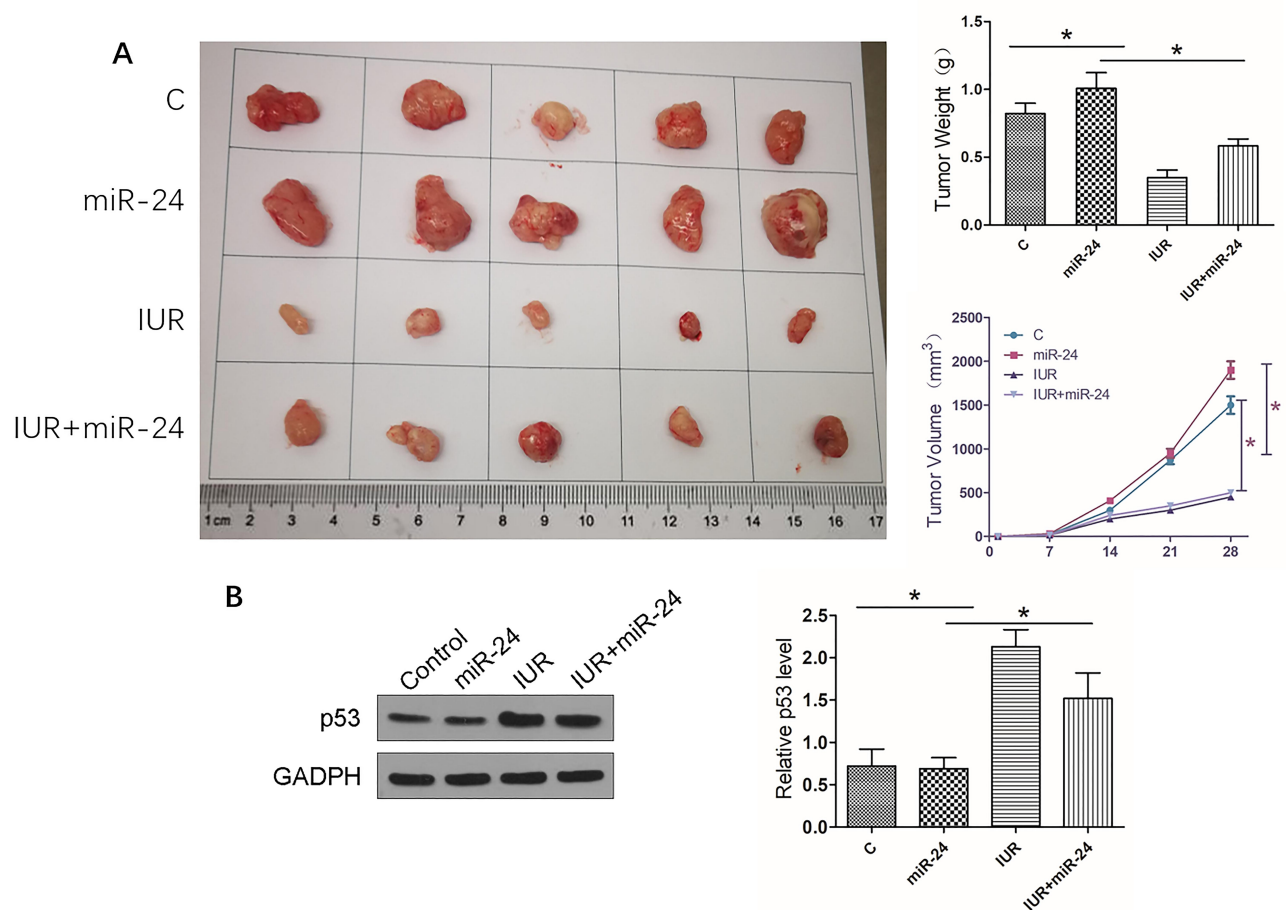 A
C
miR-24
IUR
IUR+miR-24
1cm 2 3 4 5 6 7 8 9 10 11 12 13 14 15 16 17
Tumor Weight (g)
1.5
1.0
0.5
0.0
*
*
C
miR-24
IUR
IUR+miR-24
Tumor Volume (mm³)
2500
2000
1500
1000
500
0
C
miR-24
IUR
IUR+miR-24
*
*
0 7 14 21 28
B
Control
miR-24
IUR
IUR+miR-24
p53
GADPH
Relative p53 level
2.5
2.0
1.5
1.0
0.5
0.0
*
*
C
miR-24
IUR
IUR+miR-24